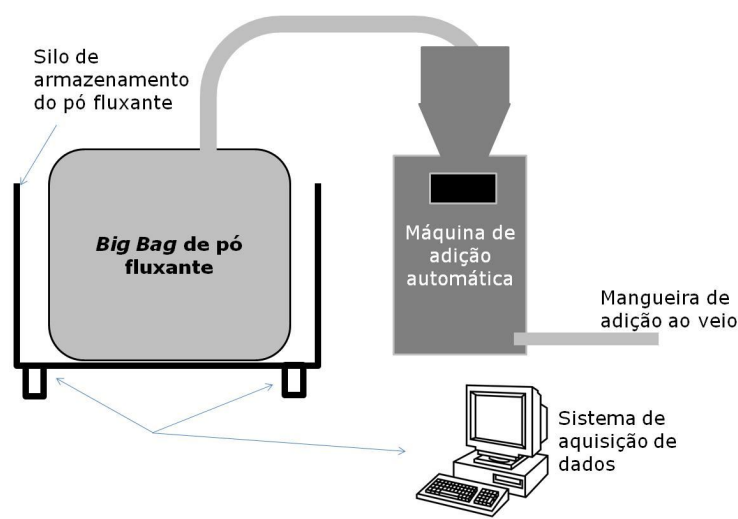 Silo de
armazenamento
do pó fluxante
Big Bag de pó
fluxante
Máquina de
adição
automática
Mangueira de
adição ao veio
Sistema de
aquisição de
dados